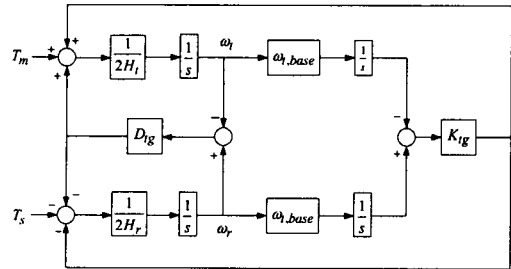 ω_t
T_m + + +
1/2H_t 1/s ω_t,base 1/s
−
D_tg − + K_tg
+
T_s − − −
1/2H_r 1/s ω_t,base 1/s
ω_r